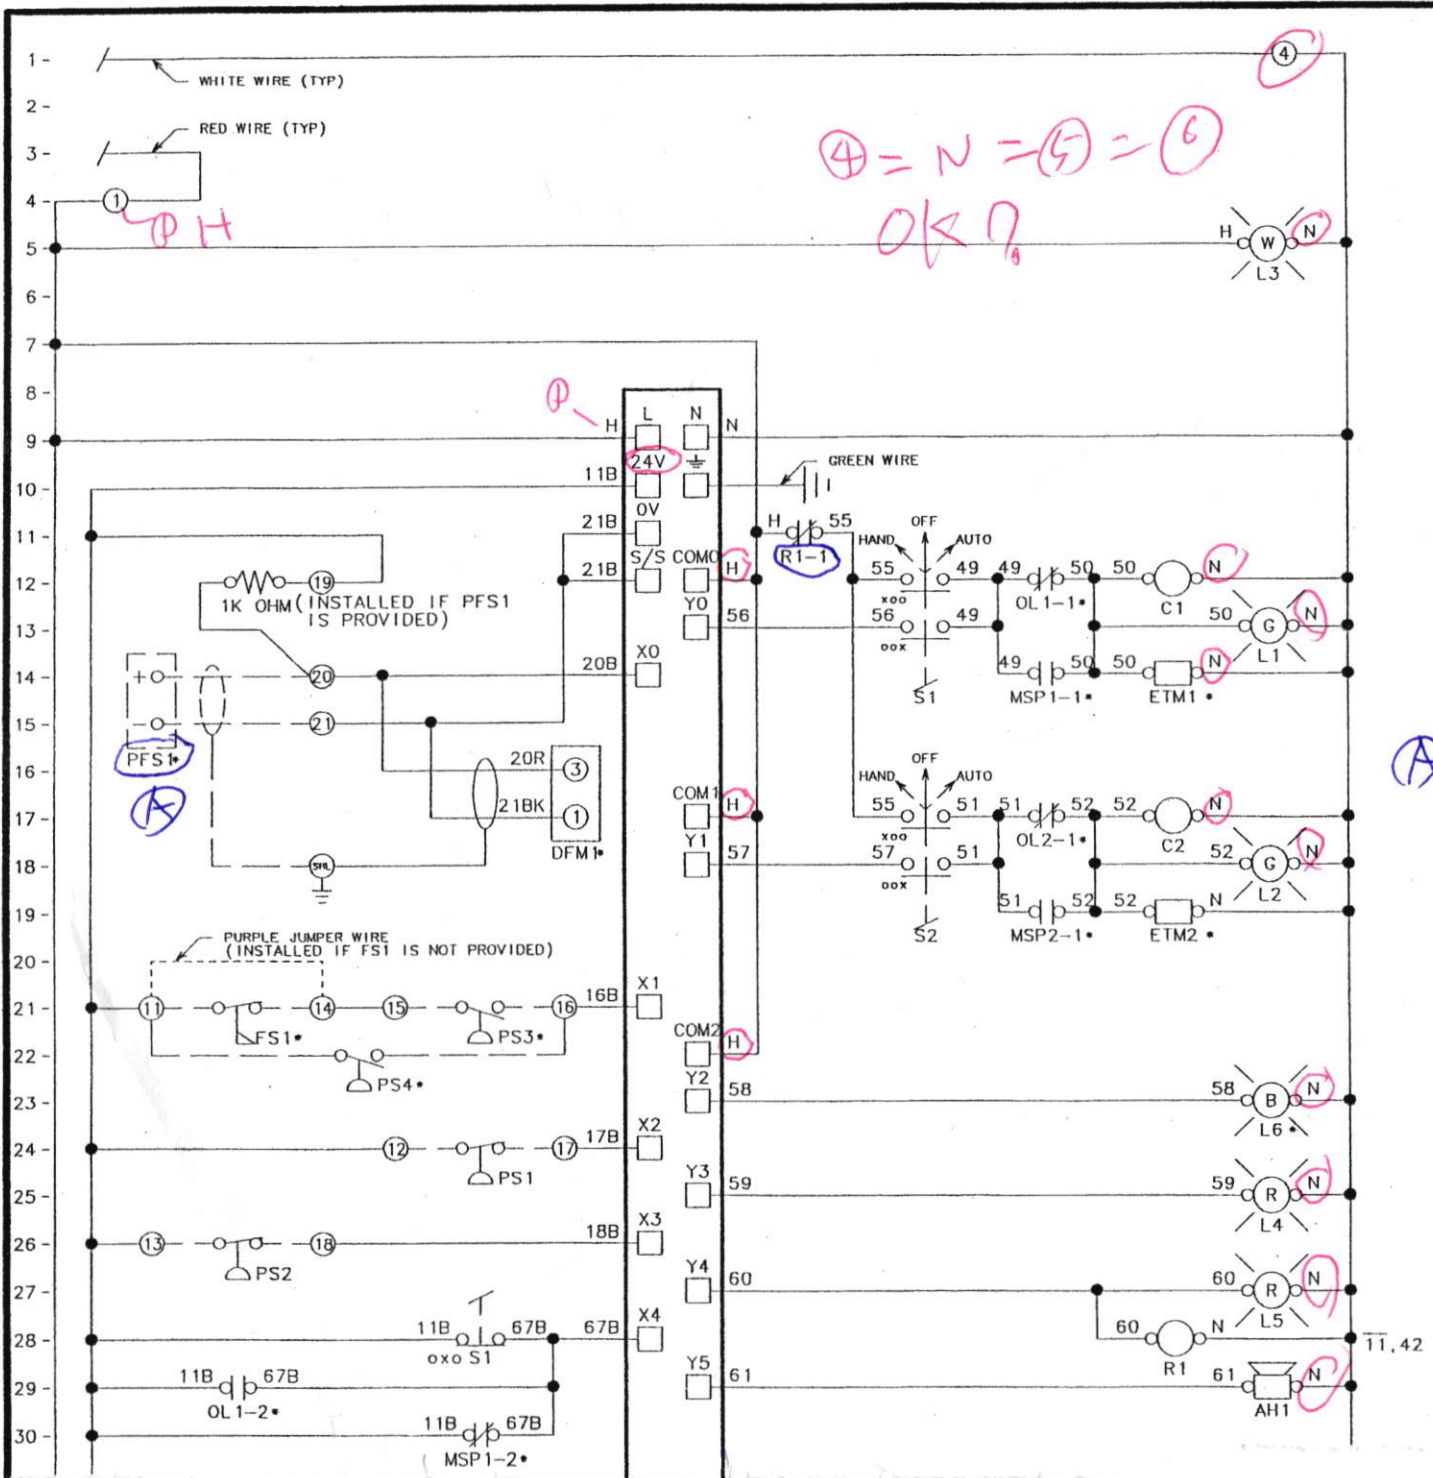 1 -
WHITE WIRE (TYP)
4
2 -
RED WIRE (TYP)
3 -
④ = N = ⑤ = ⑥
OK?
4 -
1
Φ H
5 -
H W N
L3
6 -
7 -
8 -
Φ
H L N N
9 -
24V
GREEN WIRE
10 -
11B
0V
21B
H 55
OFF
HAND AUTO
11 -
S/S COM0 H
R1-1
12 -
19
21B
55 49 49 50 50 N
1K OHM (INSTALLED IF PFS1
IS PROVIDED)
xoo
OL1-1*
C1
Y0
13 -
56
56 49
50 G N
oox
L1
X0
14 -
+
20
20B
49 50 50 N
S1
MSP1-1*
ETM1*
15 -
-
21
PFS1*
16 -
20R 3
OFF
HAND AUTO
A
A
COM1 H
17 -
21BK 1
55 51 51 52 52 N
xoo
OL2-1*
C2
DFM1*
Y1
18 -
SHL
57
57 51
52 G N
oox
L2
19 -
51 52 52 N
S2
MSP2-1*
ETM2*
PURPLE JUMPER WIRE
(INSTALLED IF FS1 IS NOT PROVIDED)
20 -
X1
21 -
11 14 15 16 16B
FS1*
PS3*
COM2 H
22 -
PS4*
Y2
23 -
58
58 B N
L6*
X2
24 -
12 17 17B
PS1
Y3
25 -
59
59 R N
L4
X3
26 -
13 18 18B
PS2
Y4
27 -
60
60 R N
L5
X4
28 -
11B 67B 67B
60 N
11,42
oxo S1
R1
Y5
29 -
11B 67B
61
61 N
OL1-2*
AH1
30 -
11B 67B
MSP1-2*